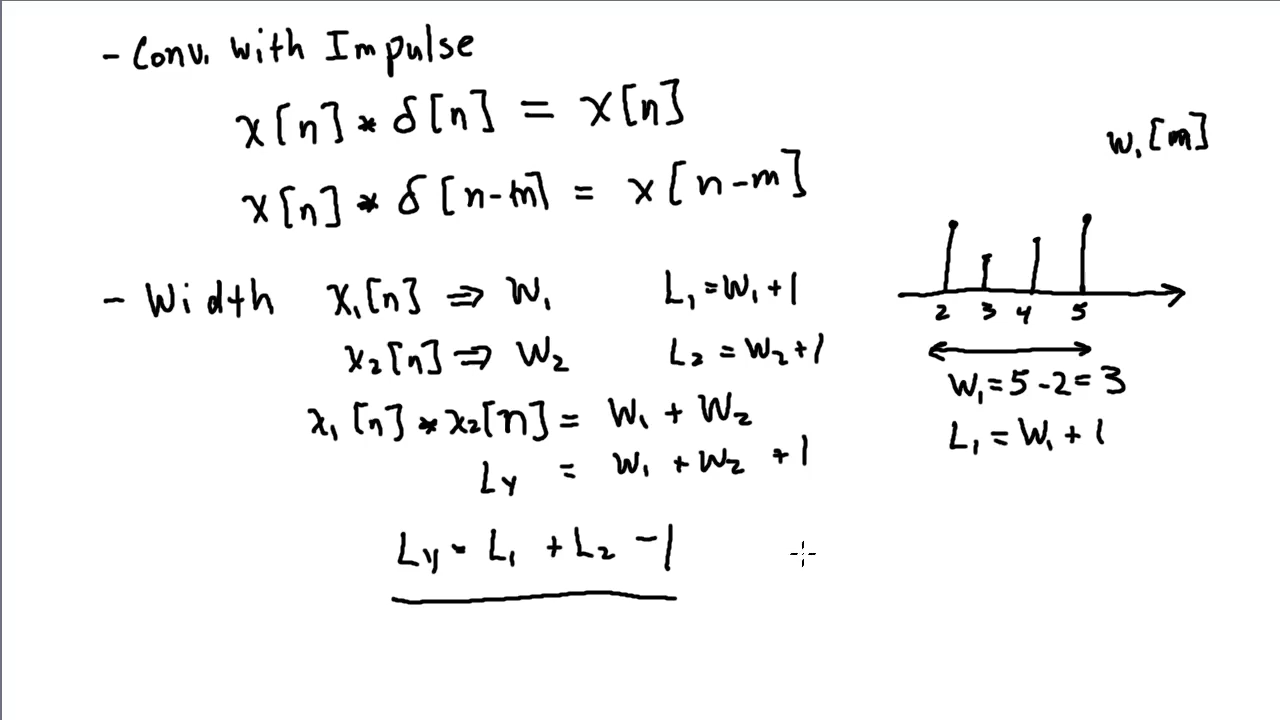 - Conv. with Impulse
x[n] * δ[n] = x[n]
x[n] * δ[n-m] = x[n-m]
- Width x₁[n] ⇒ W₁ L₁ = W₁ + 1
x₂[n] ⇒ W₂ L₂ = W₂ + 1
x₁[n] * x₂[n] = W₁ + W₂
Ly = W₁ + W₂ + 1
Ly = L₁ + L₂ - 1
w₁[m]
2 3 4 5
W₁ = 5 - 2 = 3
L₁ = W₁ + 1